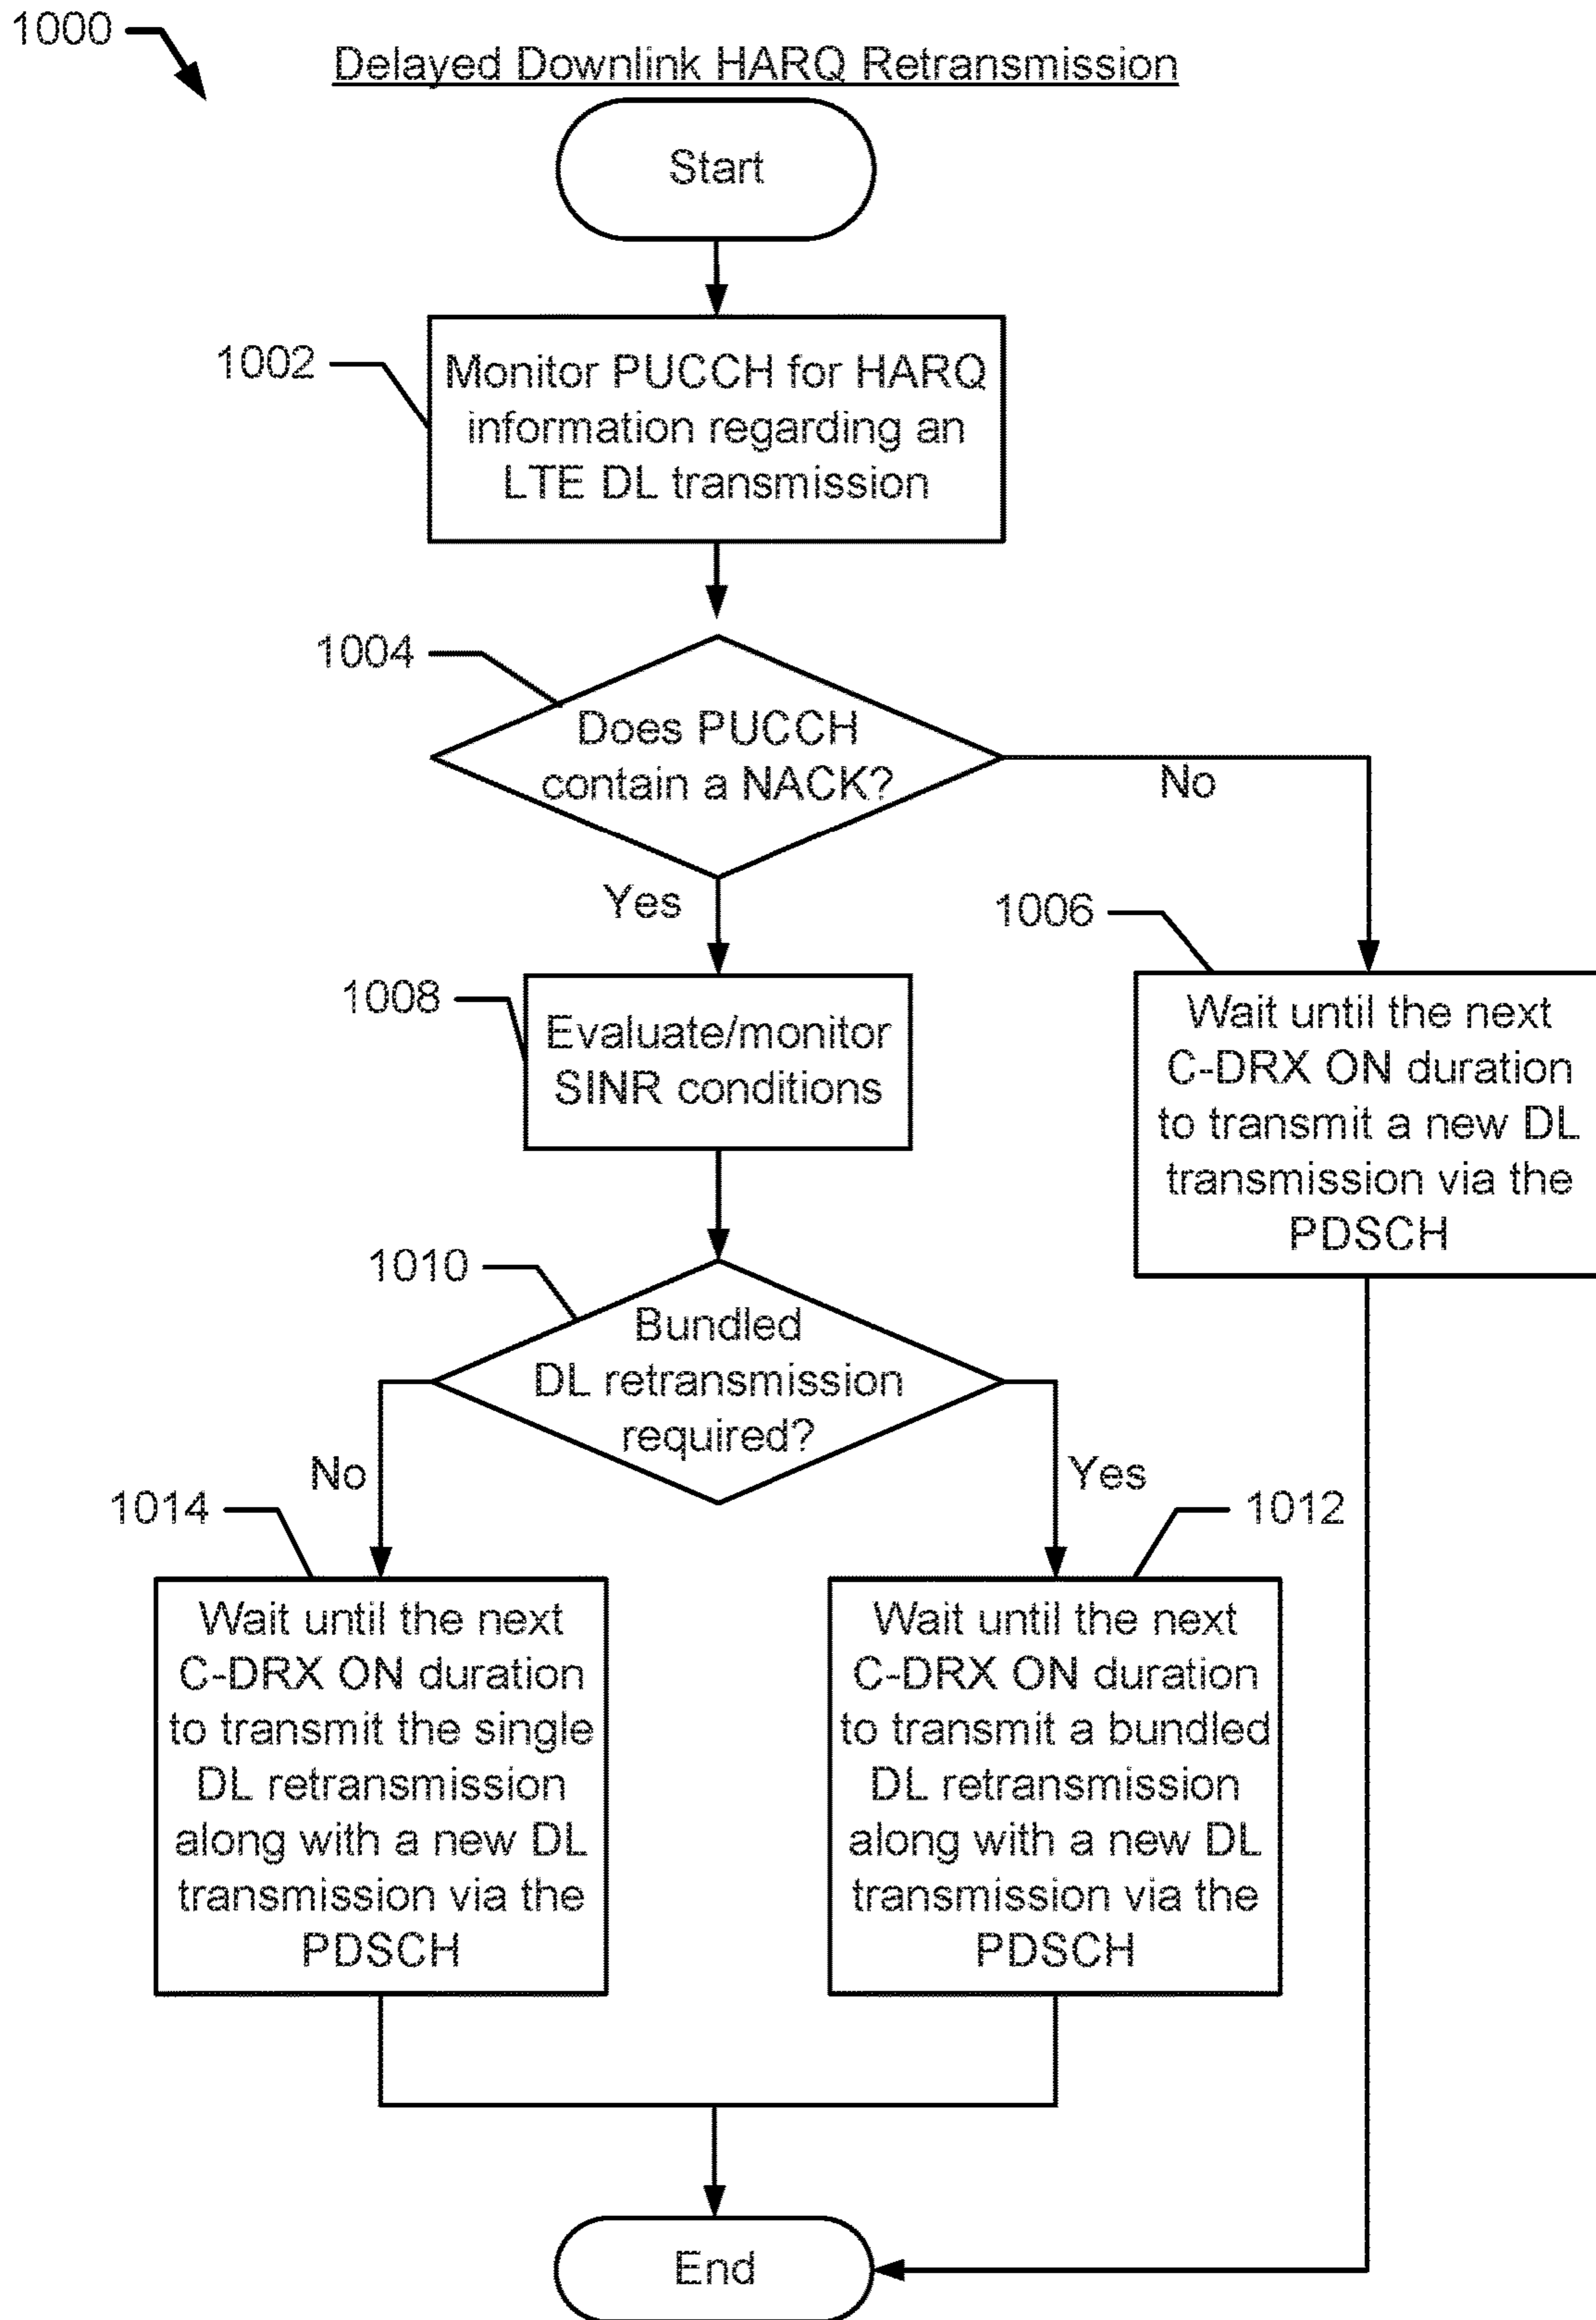 1000
Delayed Downlink HARQ Retransmission
Start
1002
Monitor PUCCH for HARQ
information regarding an
LTE DL transmission
1004
Does PUCCH
contain a NACK?
No
Yes
1006
Wait until the next
C-DRX ON duration
to transmit a new DL
transmission via the
PDSCH
1008
Evaluate/monitor
SINR conditions
1010
Bundled
DL retransmission
required?
No
Yes
1014
Wait until the next
C-DRX ON duration
to transmit the single
DL retransmission
along with a new DL
transmission via the
PDSCH
1012
Wait until the next
C-DRX ON duration
to transmit a bundled
DL retransmission
along with a new DL
transmission via the
PDSCH
End